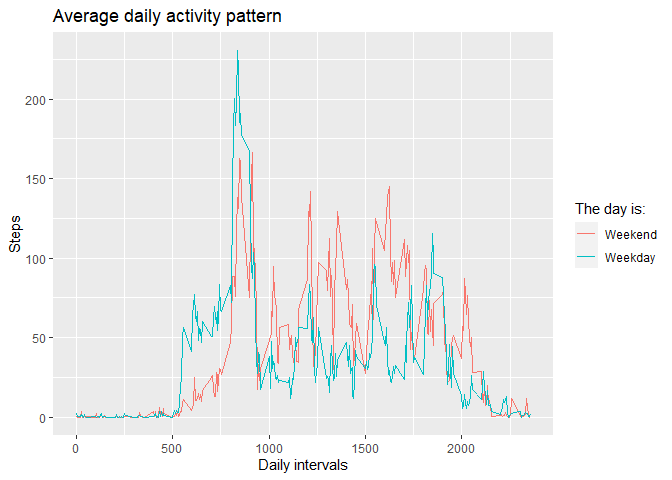 Average daily activity pattern
Steps
200
150
100
50
0
0 500 1000 1500 2000
Daily intervals
The day is:
Weekend
Weekday